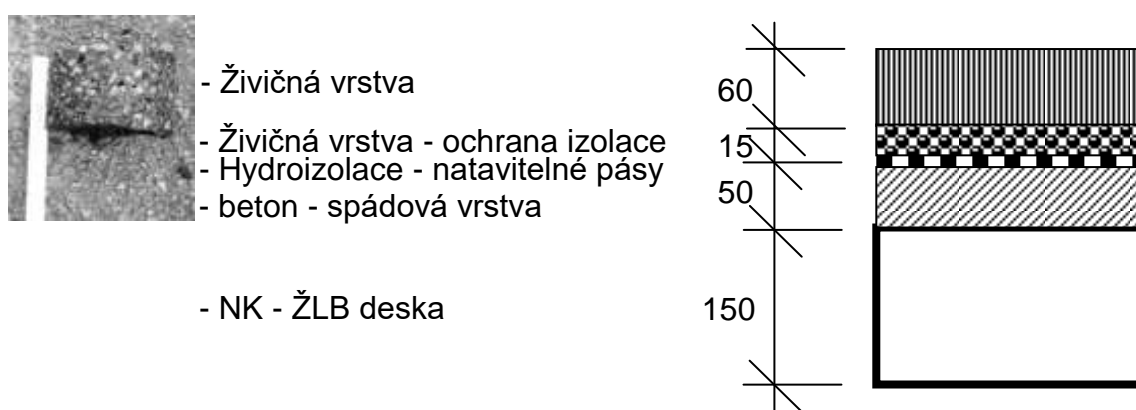 - Živičná vrstva
60
- Živičná vrstva - ochrana izolace
15
- Hydroizolace - natavitelné pásy
- beton - spádová vrstva
50
- NK - ŽLB deska
150